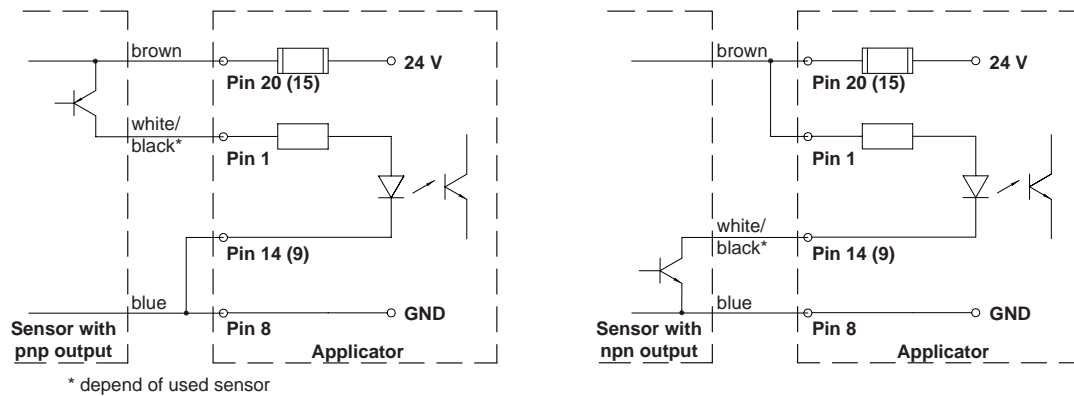 brown
24 V
Pin 20 (15)
white/
black*
Pin 1
Pin 14 (9)
blue
GND
Pin 8
Sensor with
pnp output
Applicator
* depend of used sensor
brown
24 V
Pin 20 (15)
Pin 1
white/
black*
Pin 14 (9)
blue
GND
Pin 8
Sensor with
npn output
Applicator